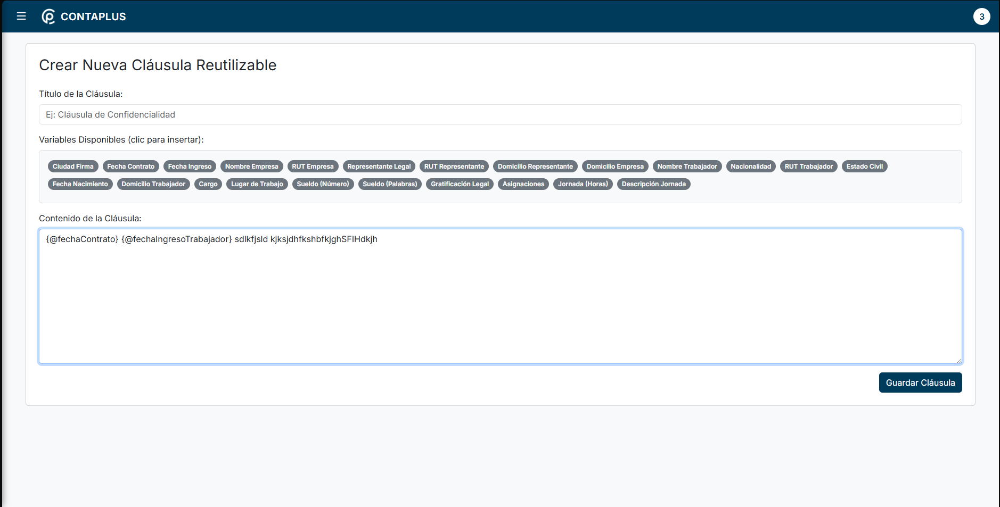 CONTAPLUS
3
Crear Nueva Cláusula Reutilizable
Título de la Cláusula:
Ej: Cláusula de Confidencialidad
Variables Disponibles (clic para insertar):
Ciudad Firma Fecha Contrato Fecha Ingreso Nombre Empresa RUT Empresa Representante Legal RUT Representante Domicilio Representante Domicilio Empresa Nombre Trabajador Nacionalidad RUT Trabajador Estado Civil
Fecha Nacimiento Domicilio Trabajador Cargo Lugar de Trabajo Sueldo (Número) Sueldo (Palabras) Gratificación Legal Asignaciones Jornada (Horas) Descripción Jornada
Contenido de la Cláusula:
{@fechaContrato} {@fechaIngresoTrabajador} sdlkfjsld kjksjdhfkshbfkjghSFIHdkjh
Guardar Cláusula